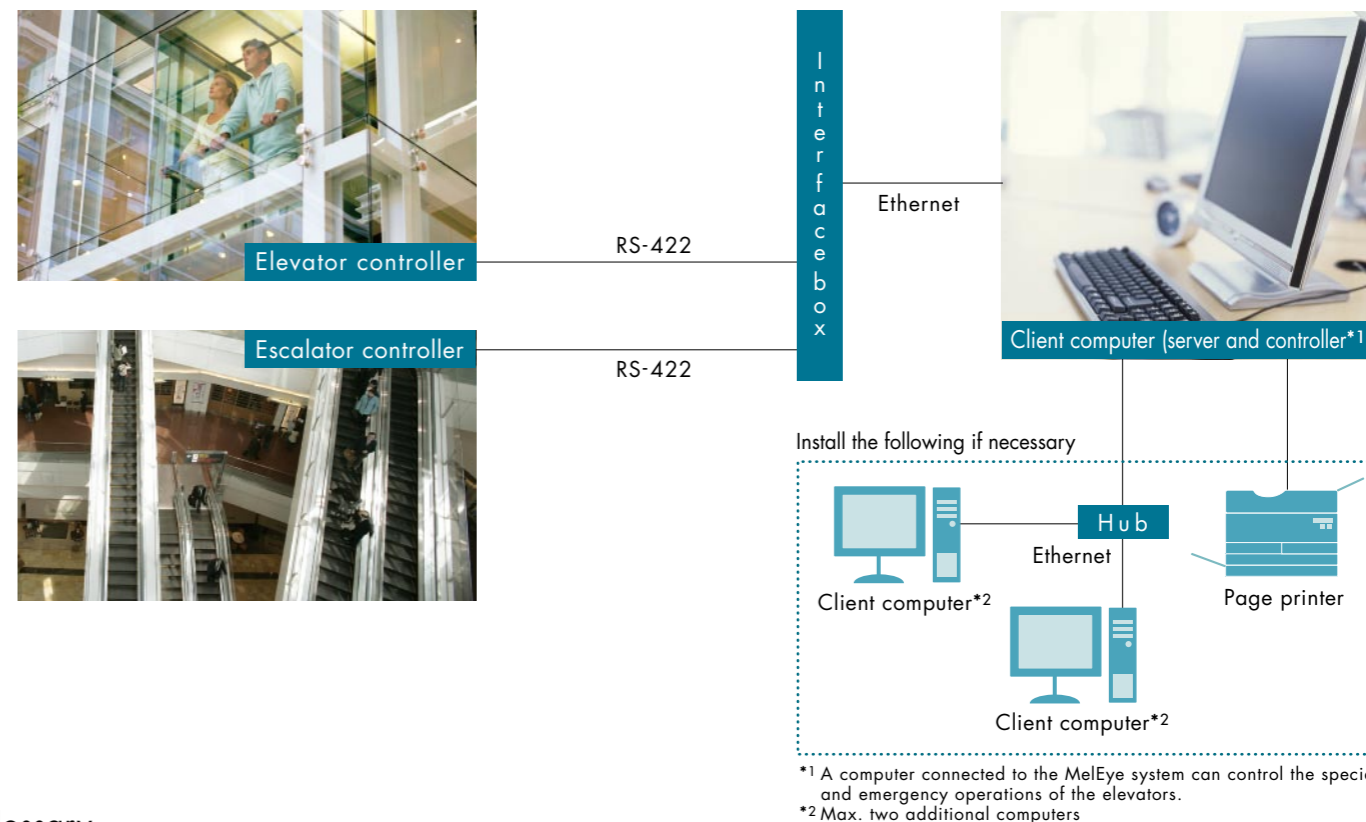 Elevator controller
RS-422
Escalator controller
RS-422
Interface box
Ethernet
Client computer (server and controller*1
Install the following if necessary
Hub
Ethernet
Client computer*2
Page printer
Client computer*2
*1 A computer connected to the MelEye system can control the
and emergency operations of the elevators.
*2 Max. two additional computers